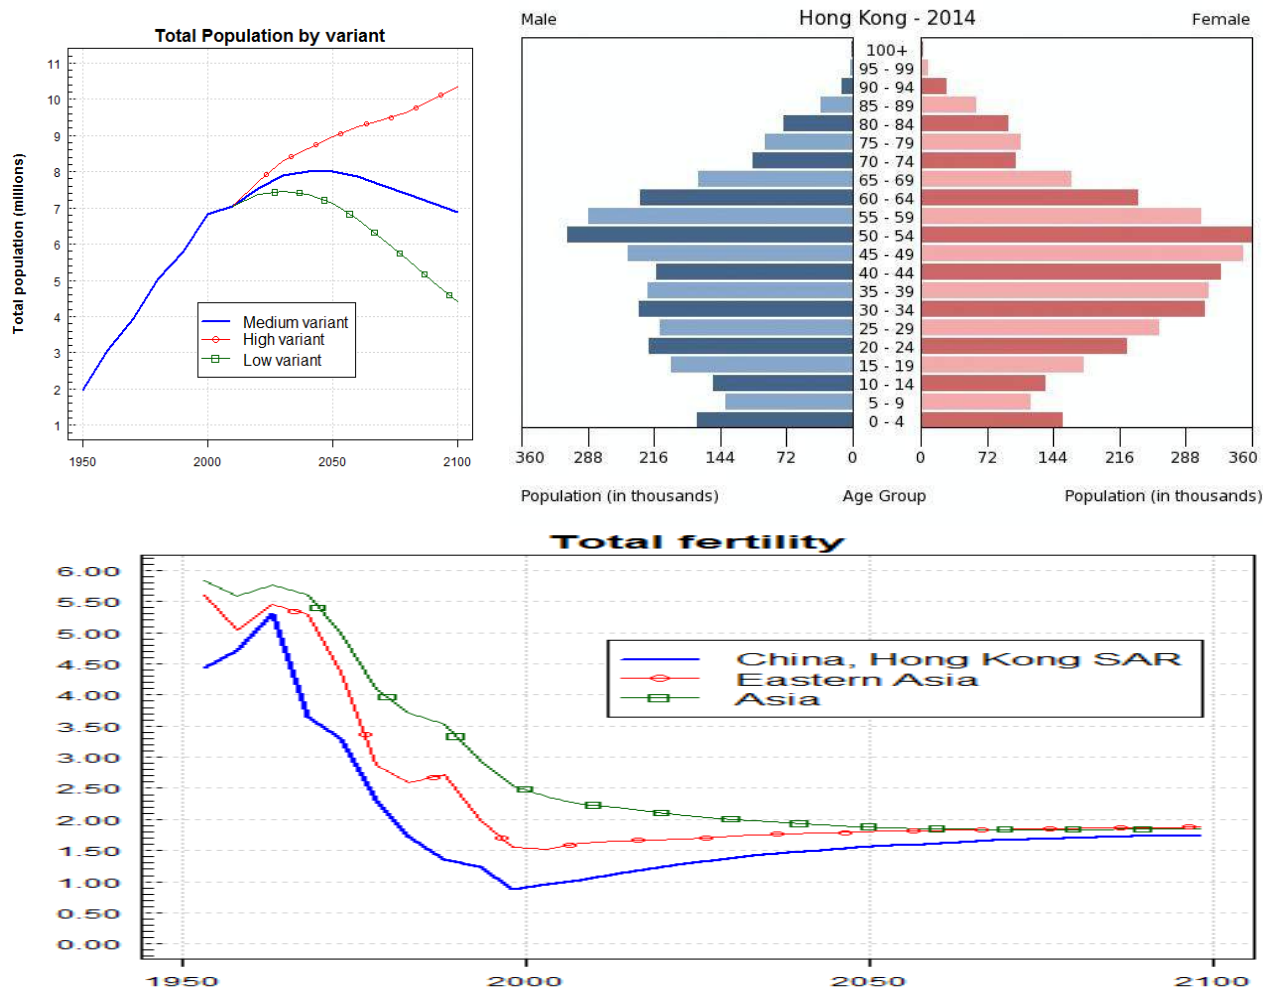 Total Population by variant
Total population (millions)
11
10
9
8
7
6
5
4
3
2
1
Medium variant
High variant
Low variant
1950 2000 2050 2100
Male Hong Kong - 2014 Female
100+
95 - 99
90 - 94
85 - 89
80 - 84
75 - 79
70 - 74
65 - 69
60 - 64
55 - 59
50 - 54
45 - 49
40 - 44
35 - 39
30 - 34
25 - 29
20 - 24
15 - 19
10 - 14
5 - 9
0 - 4
360 288 216 144 72 0 0 72 144 216 288 360
Population (in thousands) Age Group Population (in thousands)
Total fertility
6.00
5.50
5.00
4.50
4.00
3.50
3.00
2.50
2.00
1.50
1.00
0.50
0.00
China, Hong Kong SAR
Eastern Asia
Asia
1950 2000 2050 2100